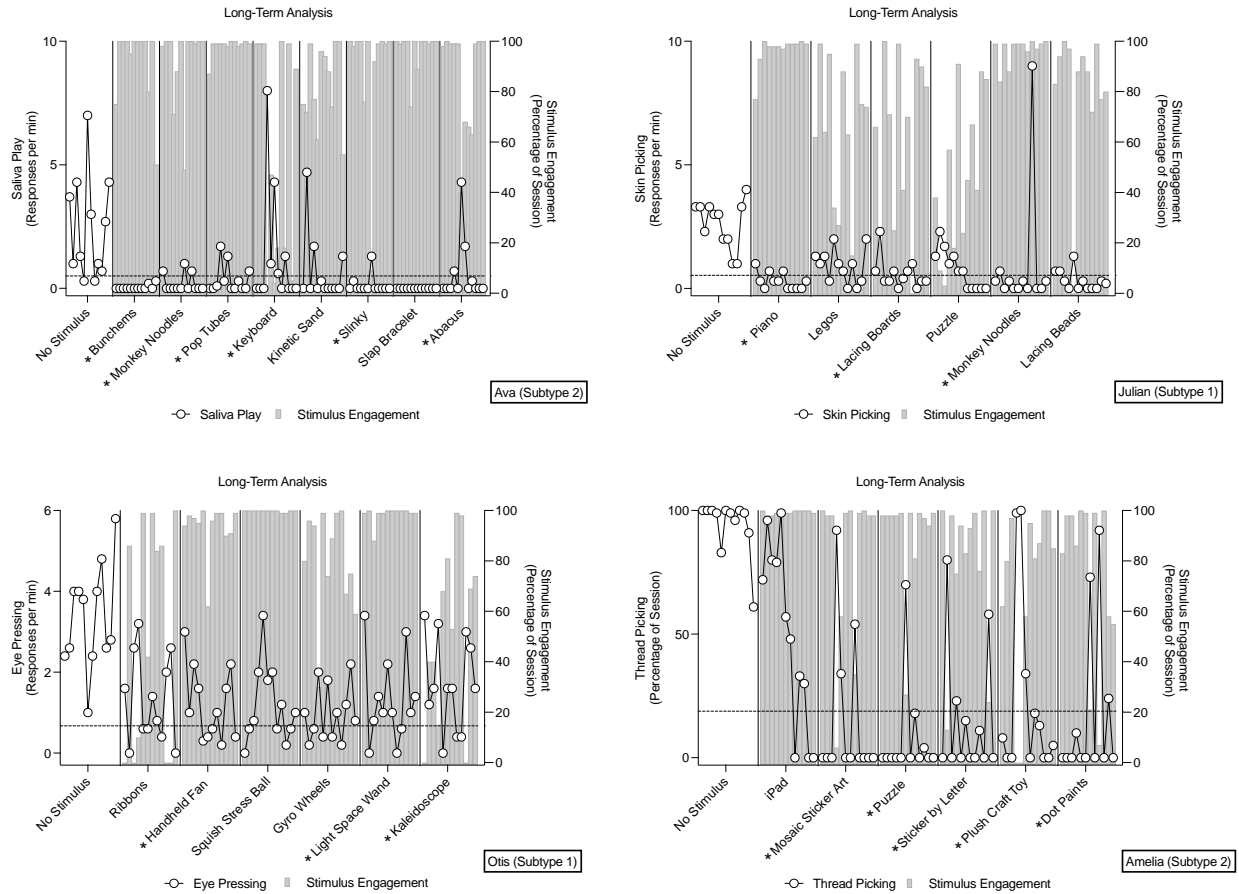 Long-Term Analysis
10
5
0
Saliva Play
(Responses per min)
100
80
60
40
20
0
Stimulus Engagement
(Percentage of Session)
No Stimulus
* Bunchems
* Monkey Noodles
* Pop Tubes
* Keyboard
Kinetic Sand
* Slinky
Slap Bracelet
*Abacus
Ava (Subtype 2)
Saliva Play
Stimulus Engagement
Long-Term Analysis
10
5
0
Skin Picking
(Responses per min)
100
80
60
40
20
0
Stimulus Engagement
(Percentage of Session)
No Stimulus
* Piano
Legos
* Lacing Boards
Puzzle
* Monkey Noodles
Lacing Beads
Julian (Subtype 1)
Skin Picking
Stimulus Engagement
Long-Term Analysis
6
4
2
0
Eye Pressing
(Responses per min)
100
80
60
40
20
0
Stimulus Engagement
(Percentage of Session)
No Stimulus
Ribbons
* Handheld Fan
Squish Stress Ball
Gyro Wheels
* Light Space Wand
* Kaleidoscope
Otis (Subtype 1)
Eye Pressing
Stimulus Engagement
Long-Term Analysis
100
50
0
Thread Picking
(Percentage of Session)
100
80
60
40
20
0
Stimulus Engagement
(Percentage of Session)
No Stimulus
iPad
* Mosaic Sticker Art
* Puzzle
*Sticker by Letter
* Plush Craft Toy
* Dot Paints
Amelia (Subtype 2)
Thread Picking
Stimulus Engagement